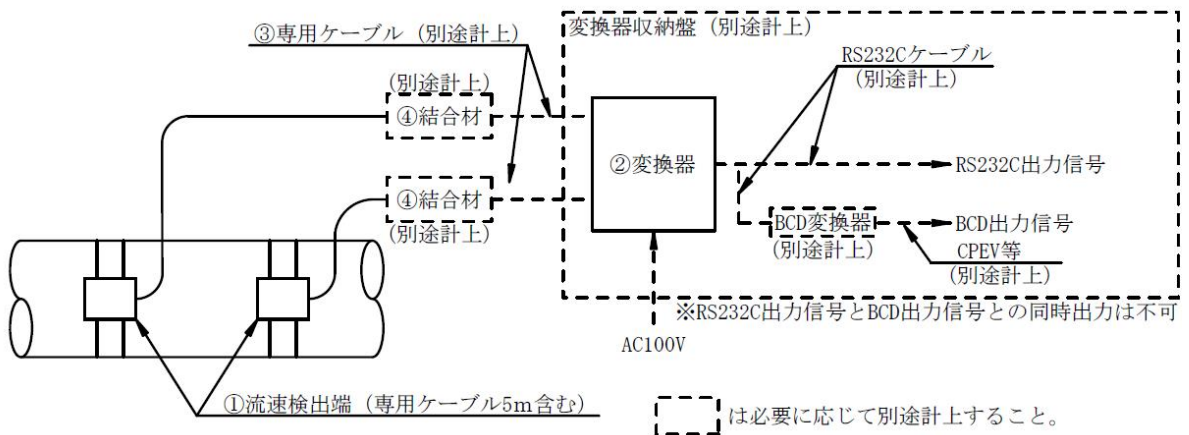 変換器収納盤（別途計上）
③専用ケーブル（別途計上）
RS232Cケーブル
（別途計上）
（別途計上）
④結合材
②変換器
RS232C出力信号
④結合材
（別途計上）
BCD変換器
（別途計上）
BCD出力信号
CPEV等
（別途計上）
※RS232C出力信号とBCD出力信号との同時出力は不可
AC100V
①流速検出端（専用ケーブル5m含む）
は必要に応じて別途計上すること。